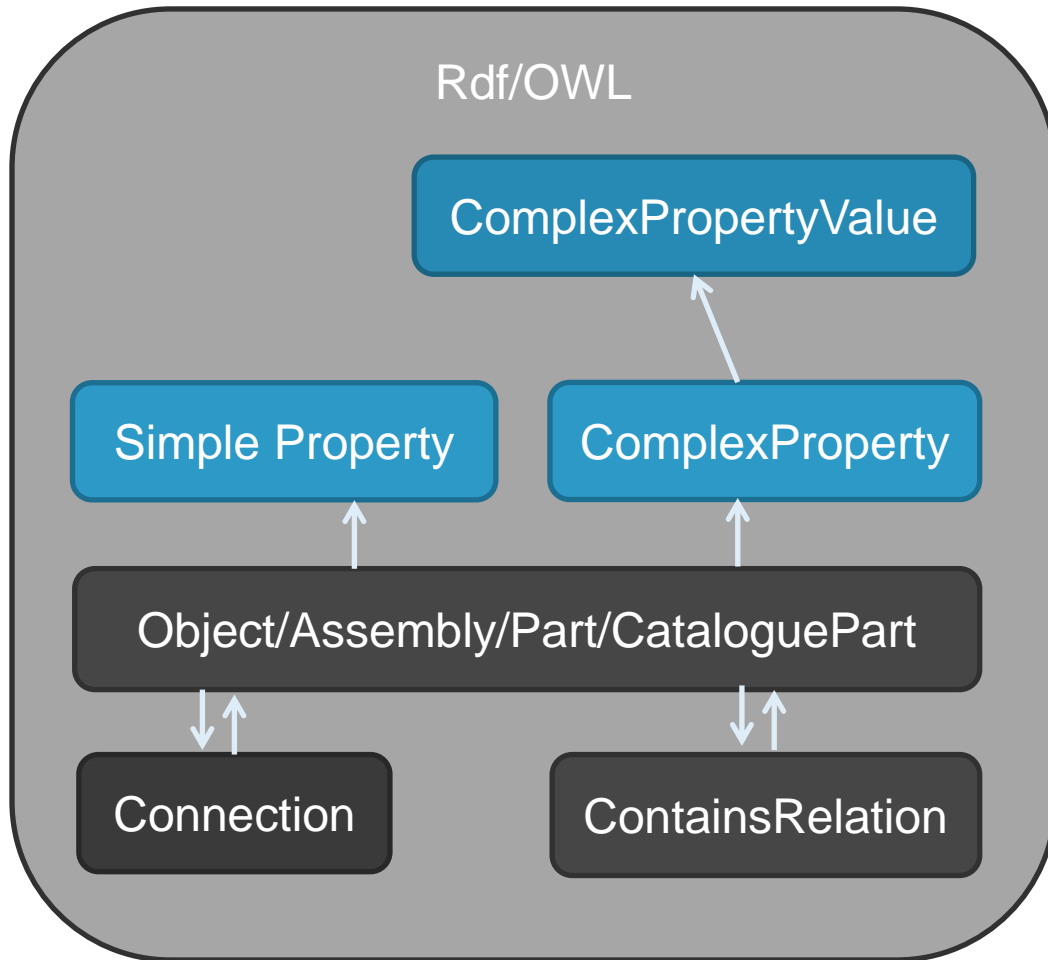 Rdf/OWL
ComplexPropertyValue
Simple Property
ComplexProperty
Object/Assembly/Part/CataloguePart
Connection
ContainsRelation